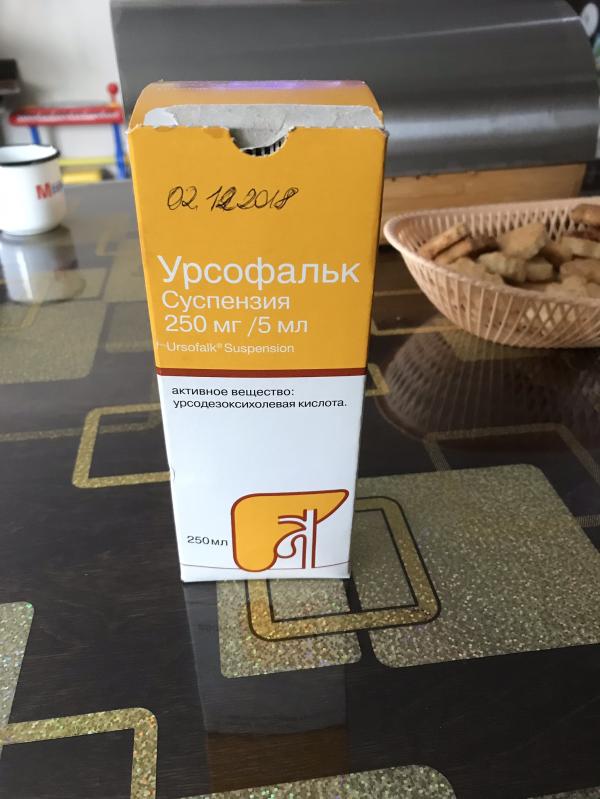 02.12.2018
Урсофальк
Суспензия
250 мг /5 мл
Ursofalk® Suspension
активное вещество:
урсодезоксихолевая кислота.
250мл